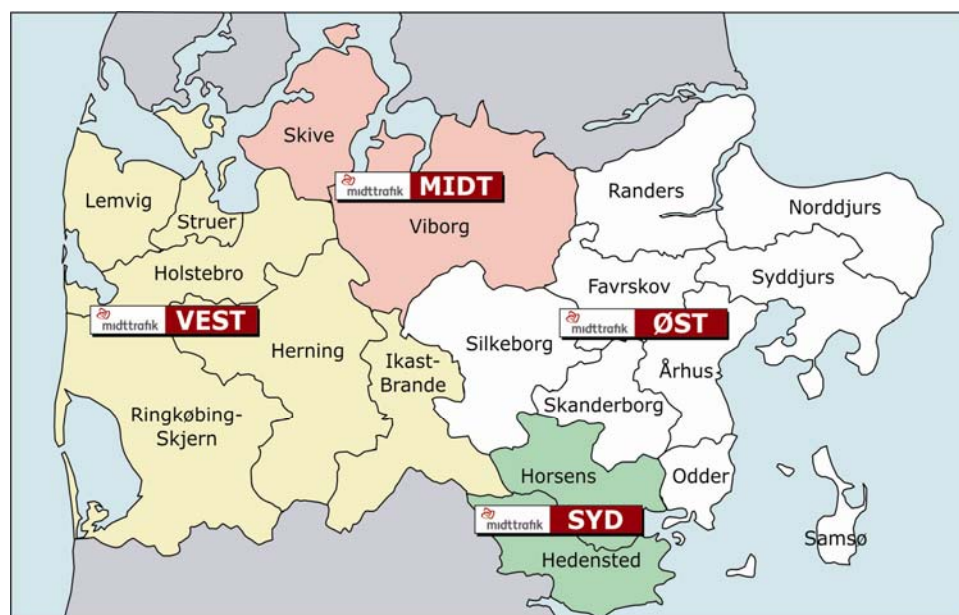 Skive
midttrafik MIDT
Lemvig
Struer
Viborg
Randers
Norddjurs
Holstebro
Favrskov
Syddjurs
midttrafik VEST
midttrafik ØST
Herning
Silkeborg
Ikast-
Brande
Århus
Ringkøbing-
Skjern
Skanderborg
Horsens
Odder
midttrafik SYD
Samsø
Hedensted